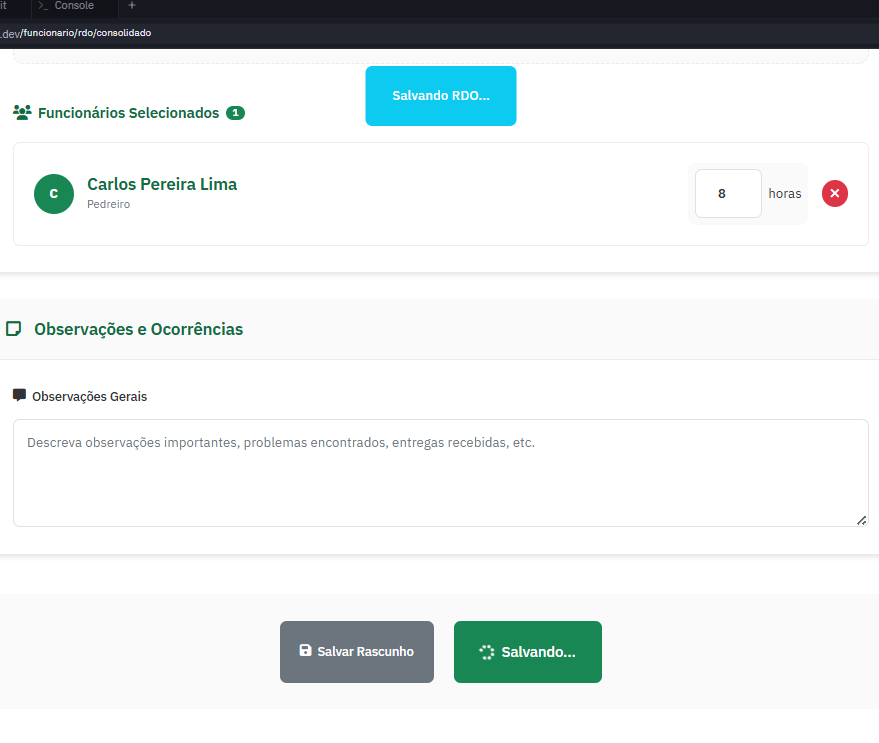 it >_ Console +
.dev/funcionario/rdo/consolidado
Salvando RDO...
Funcionários Selecionados 1
C
Carlos Pereira Lima
Pedreiro
8 horas
Observações e Ocorrências
Observações Gerais
Descreva observações importantes, problemas encontrados, entregas recebidas, etc.
Salvar Rascunho Salvando...